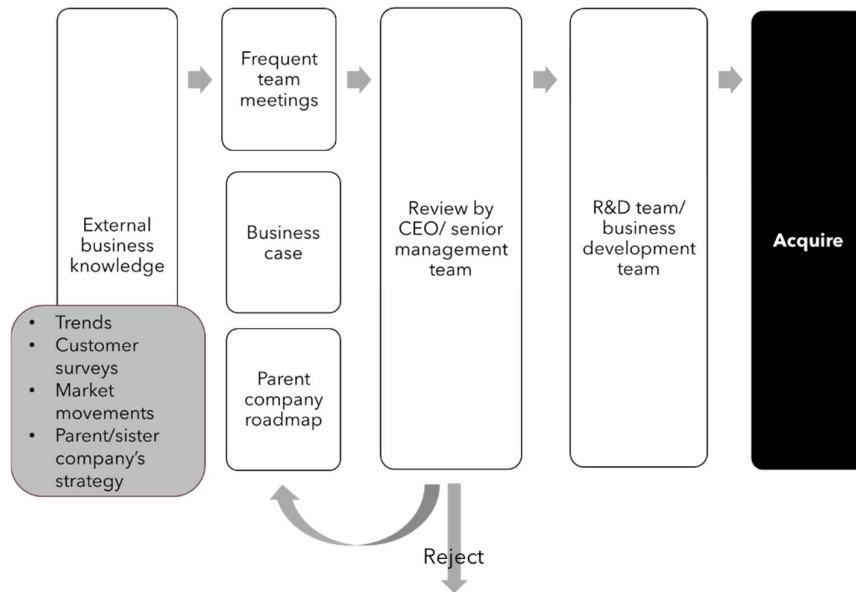 External
business
knowledge
• Trends
• Customer
surveys
• Market
movements
• Parent/sister
company's
strategy
Frequent
team
meetings
Business
case
Parent
company
roadmap
Review by
CEO/ senior
management
team
R&D team/
business
development
team
Acquire
Reject